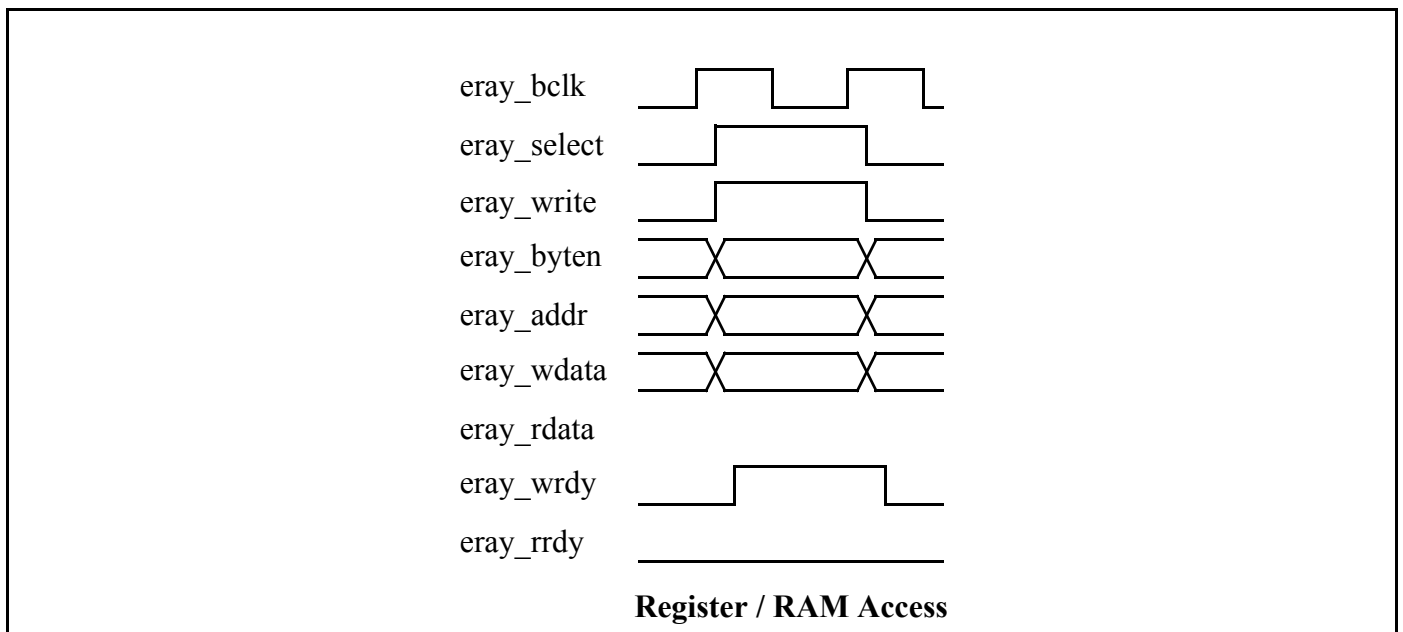 eray_bclk
eray_select
eray_write
eray_byten
eray_addr
eray_wdata
eray_rdata
eray_wrdy
eray_rrdy
Register / RAM Access